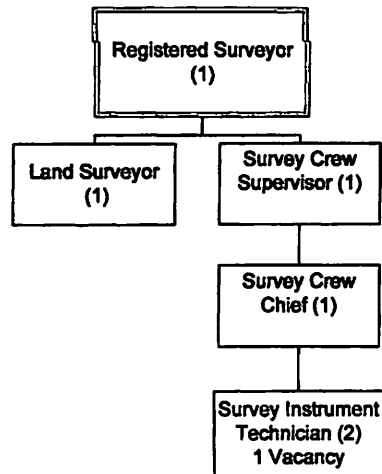 Registered Surveyor
(1)
Land Surveyor
(1)
Survey Crew
Supervisor (1)
Survey Crew
Chief (1)
Survey Instrument
Technician (2)
1 Vacancy